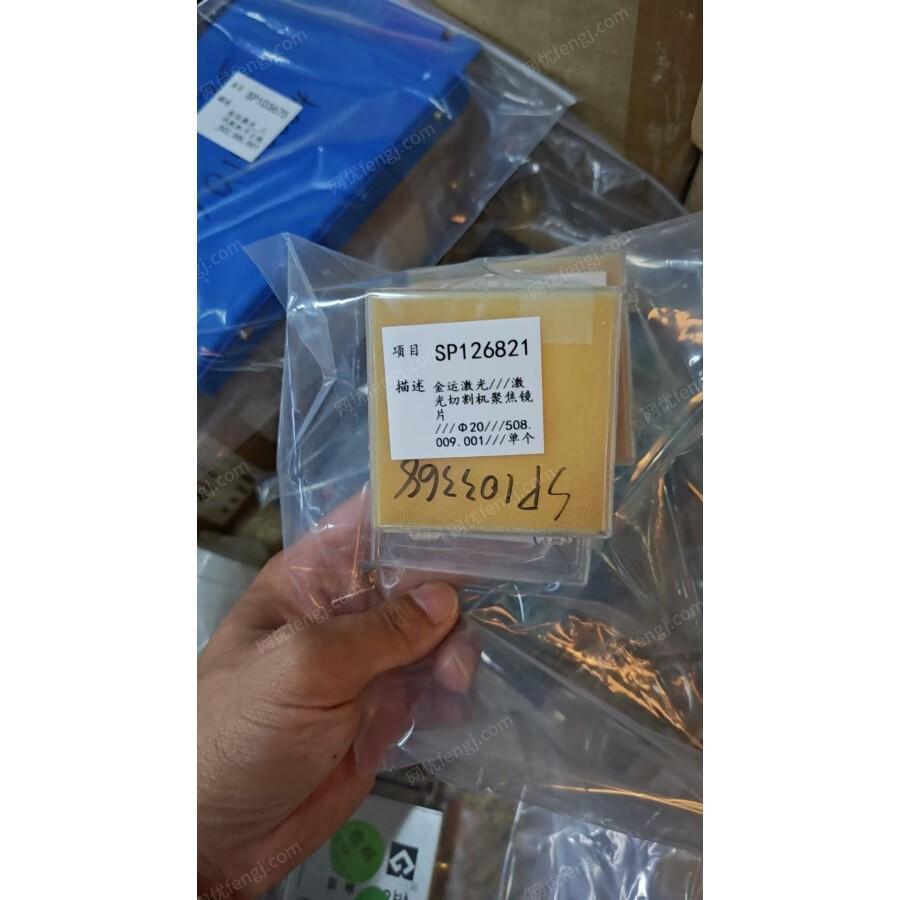 SP103675
项目 SP126821
描述 金运激光///激
光切割机聚焦镜
片
///Φ20///508.
009.001///单个
SP103368
网优fengj.com